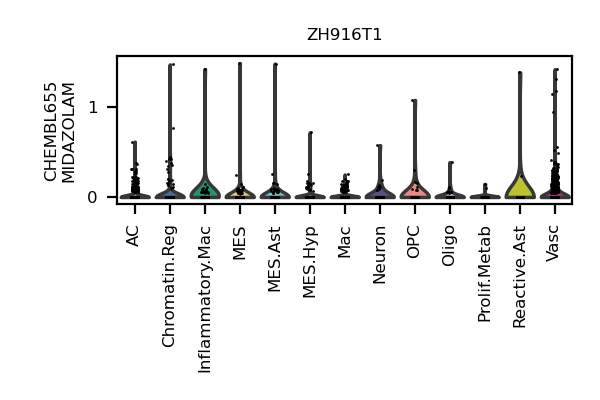 ZH916T1
CHEMBL655
MIDAZOLAM
1
0
AC
Chromatin.Reg
Inflammatory.Mac
MES
MES.Ast
MES.Hyp
Mac
Neuron
OPC
Oligo
Prolif.Metab
Reactive.Ast
Vasc